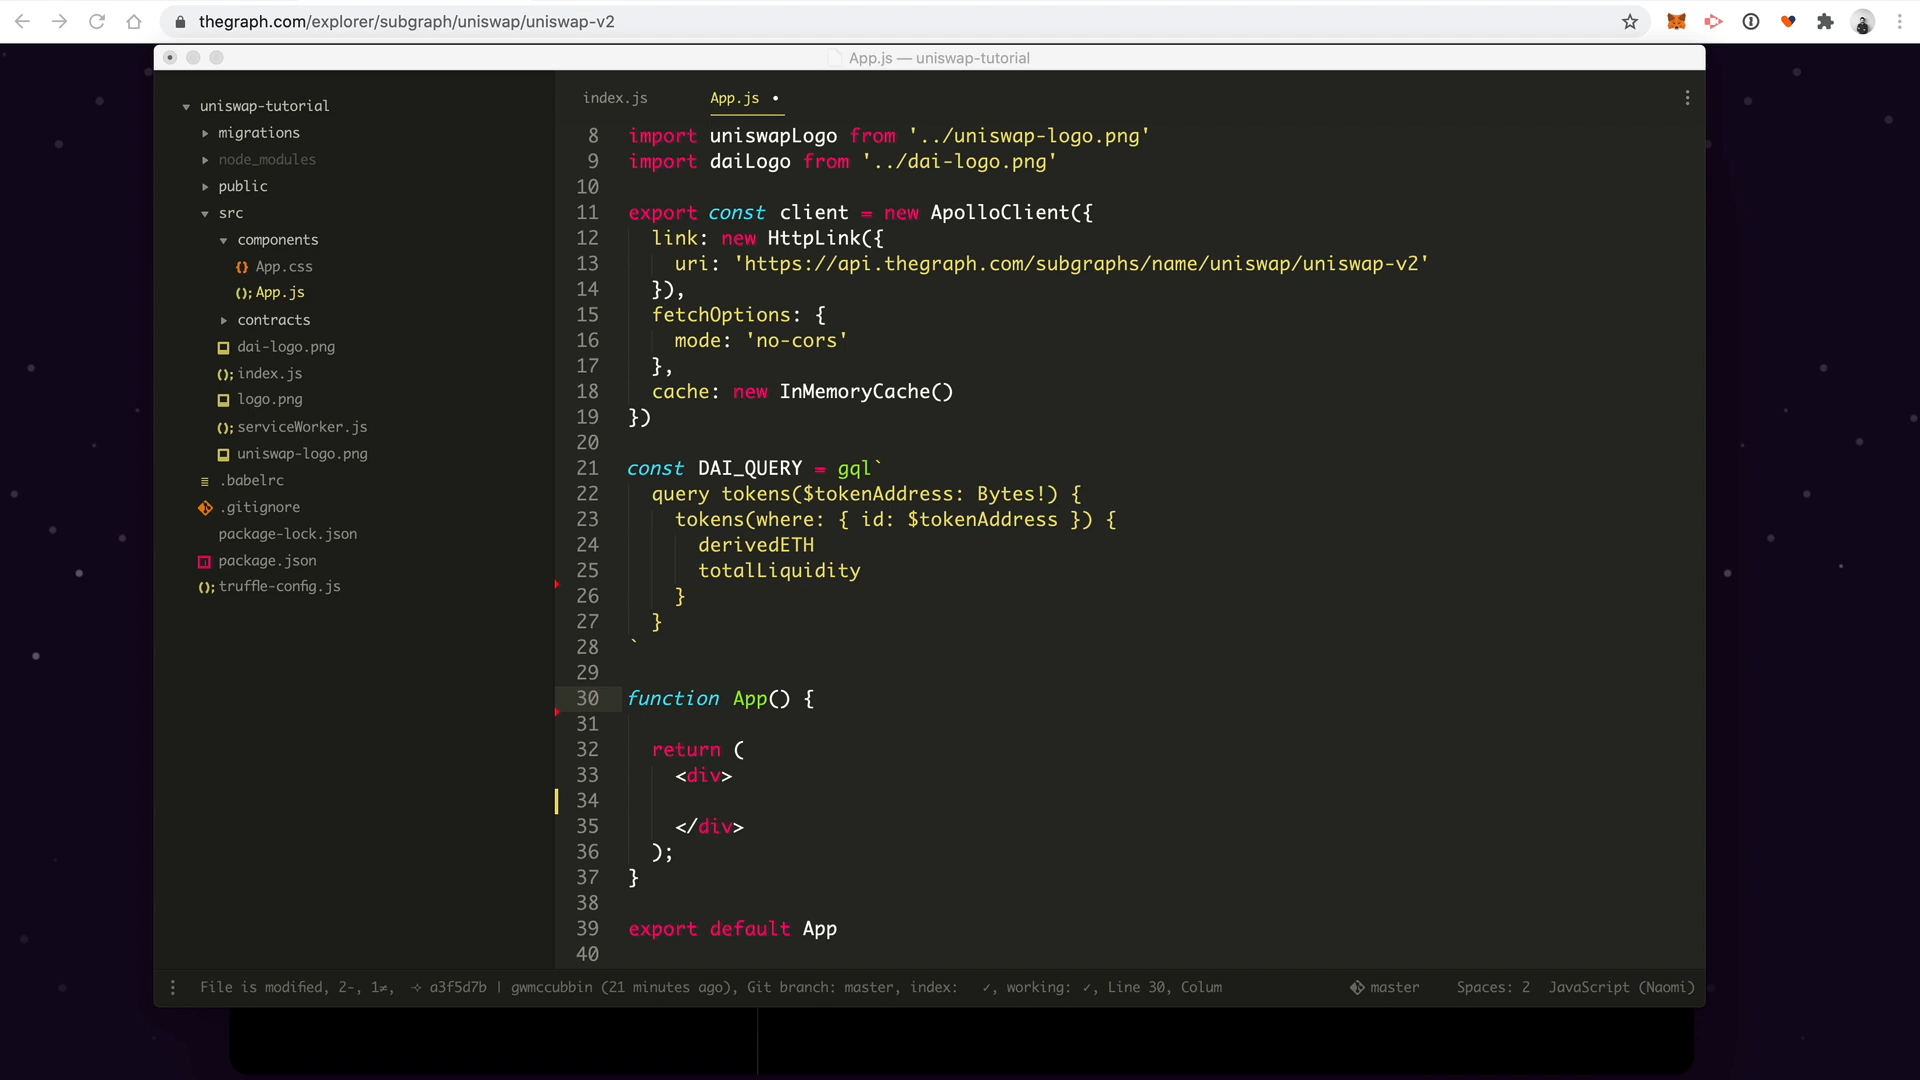 thegraph.com/explorer/subgraph/uniswap/uniswap-v2
App.js — uniswap-tutorial
uniswap-tutorial
migrations
node_modules
public
src
components
App.css
App.js
contracts
dai-logo.png
index.js
logo.png
serviceWorker.js
uniswap-logo.png
.babelrc
.gitignore
package-lock.json
package.json
truffle-config.js
index.js App.js •
8 import uniswapLogo from '../uniswap-logo.png'
9 import daiLogo from '../dai-logo.png'
10
11 export const client = new ApolloClient({
12 link: new HttpLink({
13 uri: 'https://api.thegraph.com/subgraphs/name/uniswap/uniswap-v2'
14 }),
15 fetchOptions: {
16 mode: 'no-cors'
17 },
18 cache: new InMemoryCache()
19 })
20
21 const DAI_QUERY = gql`
22 query tokens($tokenAddress: Bytes!) {
23 tokens(where: { id: $tokenAddress }) {
24 derivedETH
25 totalLiquidity
26 }
27 }
28 `
29
30 function App() {
31
32 return (
33 <div>
34
35 </div>
36 );
37 }
38
39 export default App
40
File is modified, 2-, 1≠, a3f5d7b | gwmccubbin (21 minutes ago), Git branch: master, index: ✓, working: ✓, Line 30, Colum master Spaces: 2 JavaScript (Naomi)